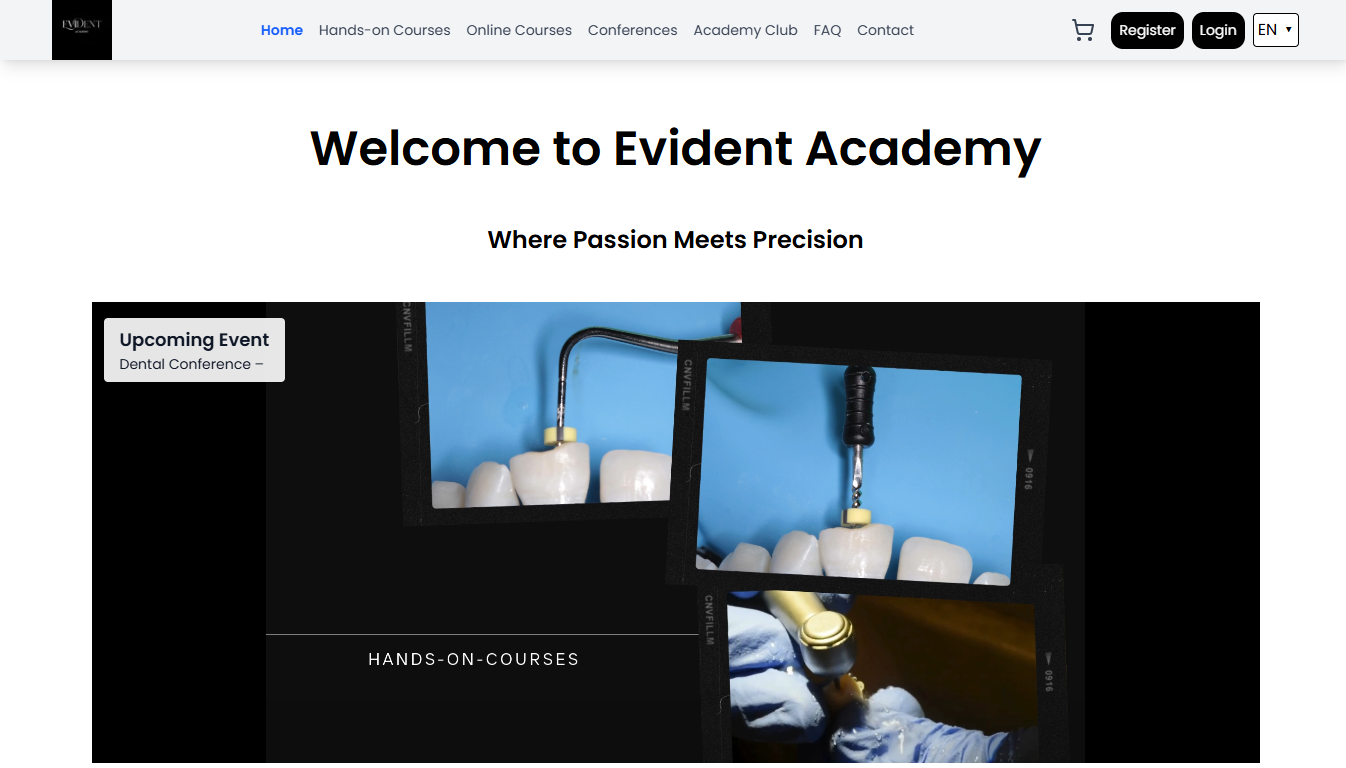 EVIDENT
Academy
Home Hands-on Courses Online Courses Conferences Academy Club FAQ Contact
Register Login EN
Welcome to Evident Academy
Where Passion Meets Precision
Upcoming Event
Dental Conference –
CNVFILLM
CNVFILLM
0916
HANDS-ON-COURSES
CNVFILLM
0916